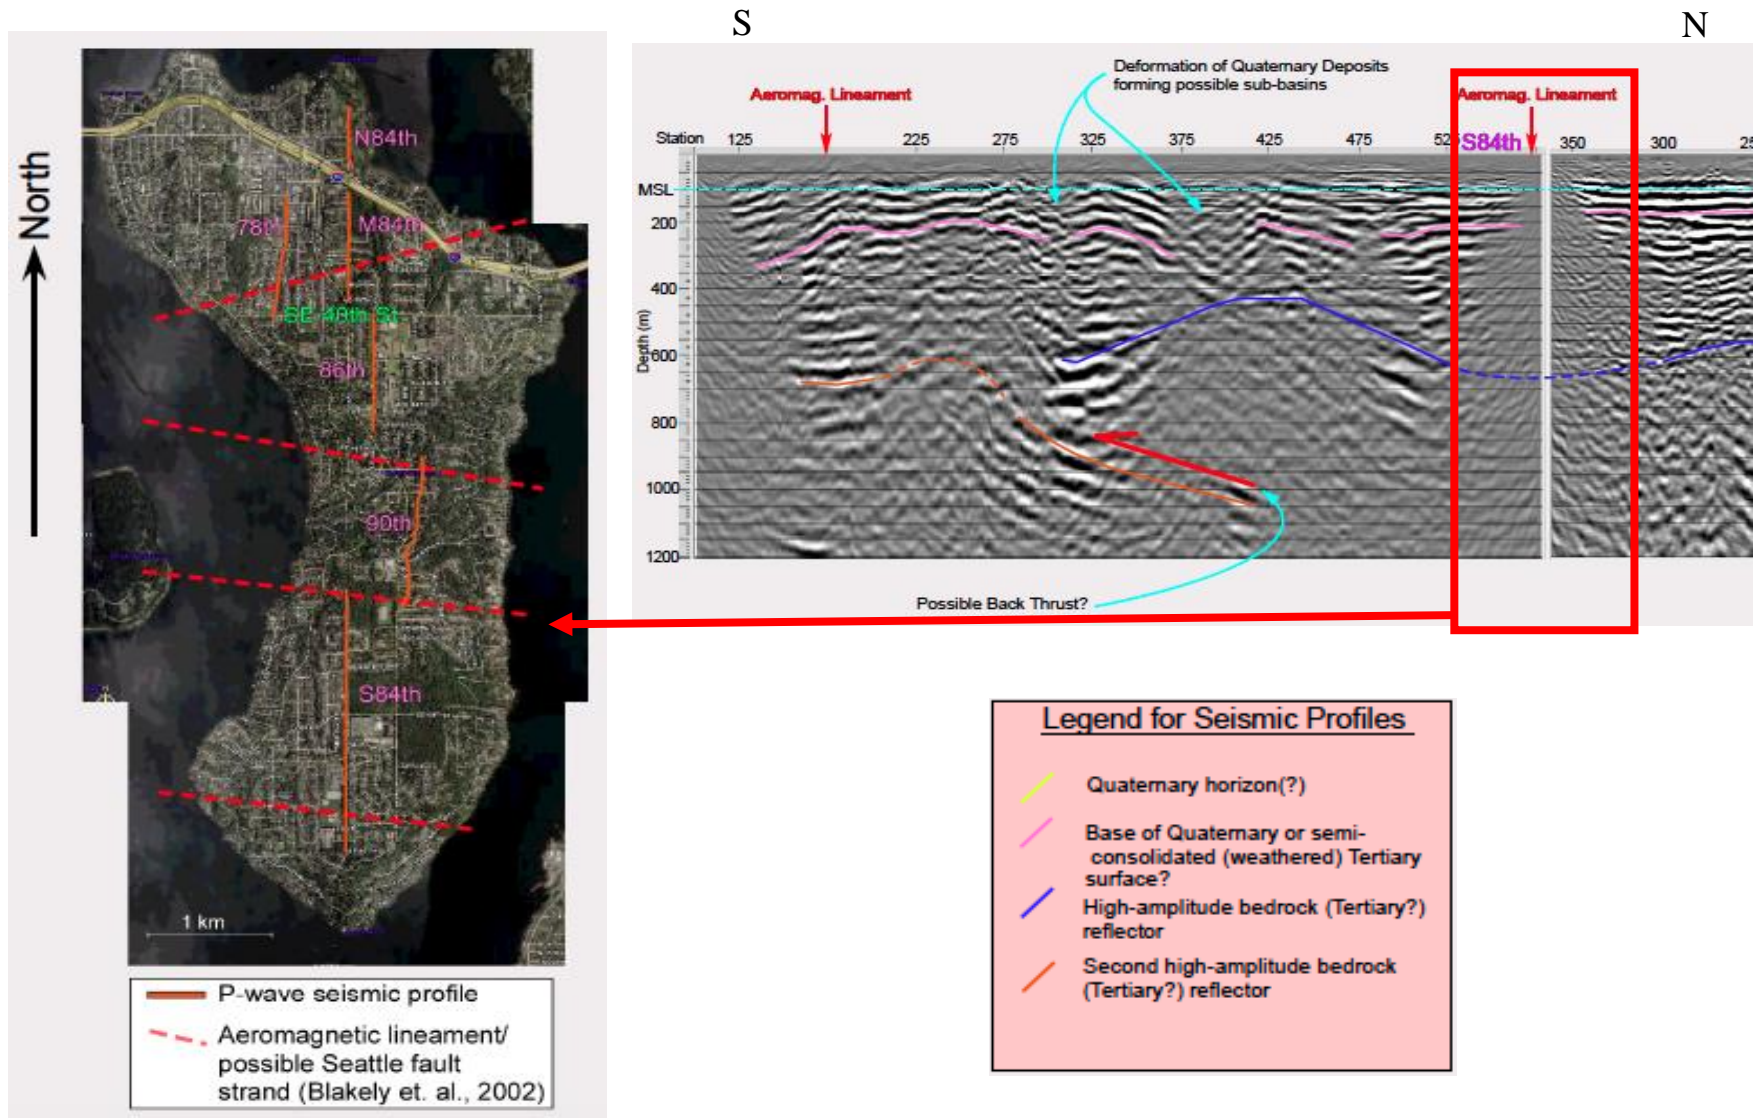 S
N
North
N84th
78th
M84th
SE 40th St
86th
90th
S84th
1 km
P-wave seismic profile
Aeromagnetic lineament/
possible Seattle fault
strand (Blakely et. al., 2002)
Deformation of Quaternary Deposits
forming possible sub-basins
Aeromag. Lineament
Aeromag. Lineament
Station 125 225 275 325 375 425 475 525 S84th 350 300
MSL
200
400
600
800
1000
1200
Depth (m)
Possible Back Thrust?
Legend for Seismic Profiles
Quaternary horizon(?)
Base of Quaternary or semi-
consolidated (weathered) Tertiary
surface?
High-amplitude bedrock (Tertiary?)
reflector
Second high-amplitude bedrock
(Tertiary?) reflector